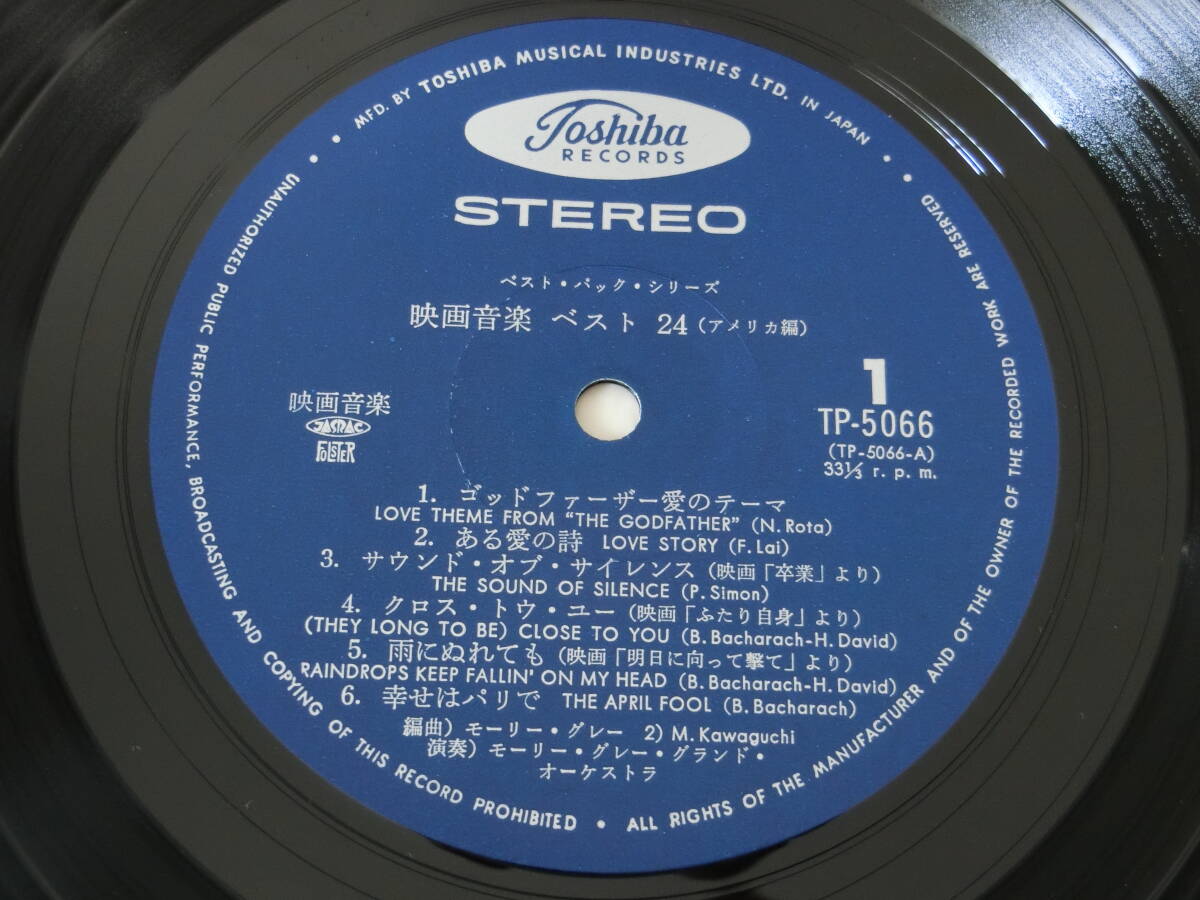 MFD. BY TOSHIBA MUSICAL INDUSTRIES LTD. IN JAPAN
Toshiba
RECORDS
STEREO
ベスト・パック・シリーズ
映画音楽 ベスト 24 (アメリカ編)
映画音楽
JASRAC
FOLSTER
1
TP-5066
(TP-5066-A)
33⅓ r. p. m.
1. ゴッドファーザー愛のテーマ
LOVE THEME FROM “THE GODFATHER” (N. Rota)
2. ある愛の詩 LOVE STORY (F. Lai)
3. サウンド・オブ・サイレンス (映画「卒業」より)
THE SOUND OF SILENCE (P. Simon)
4. クロス・トウ・ユー (映画「ふたり自身」より)
(THEY LONG TO BE) CLOSE TO YOU (B. Bacharach-H. David)
5. 雨にぬれても (映画「明日に向って撃て」より)
RAINDROPS KEEP FALLIN' ON MY HEAD (B. Bacharach-H. David)
6. 幸せはパリで THE APRIL FOOL (B. Bacharach)
編曲) モーリー・グレー 2) M. Kawaguchi
演奏) モーリー・グレー・グランド・
オーケストラ
UNAUTHORIZED PUBLIC PERFORMANCE, BROADCASTING AND COPYING OF THIS RECORD PROHIBITED • ALL RIGHTS OF THE MANUFACTURER AND OF THE OWNER OF THE RECORDED WORK ARE RESERVED